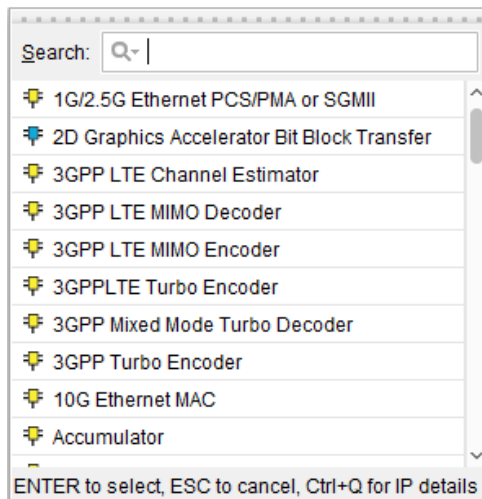 Search:
1G/2.5G Ethernet PCS/PMA or SGMII
2D Graphics Accelerator Bit Block Transfer
3GPP LTE Channel Estimator
3GPP LTE MIMO Decoder
3GPP LTE MIMO Encoder
3GPPLTE Turbo Encoder
3GPP Mixed Mode Turbo Decoder
3GPP Turbo Encoder
10G Ethernet MAC
Accumulator
ENTER to select, ESC to cancel, Ctrl+Q for IP details